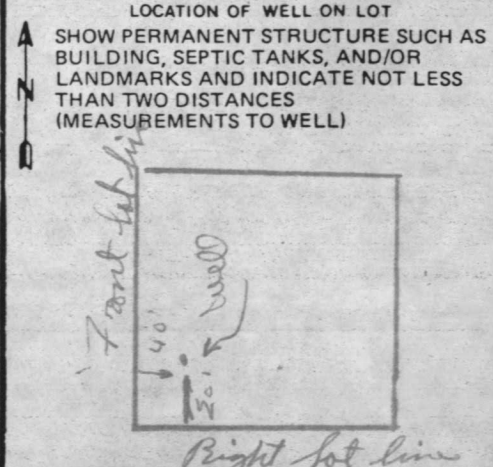 LOCATION OF WELL ON LOT
SHOW PERMANENT STRUCTURE SUCH AS
BUILDING, SEPTIC TANKS, AND/OR
LANDMARKS AND INDICATE NOT LESS
THAN TWO DISTANCES
(MEASUREMENTS TO WELL)
N
Front lot line
Well
40'
30'
Right lot line